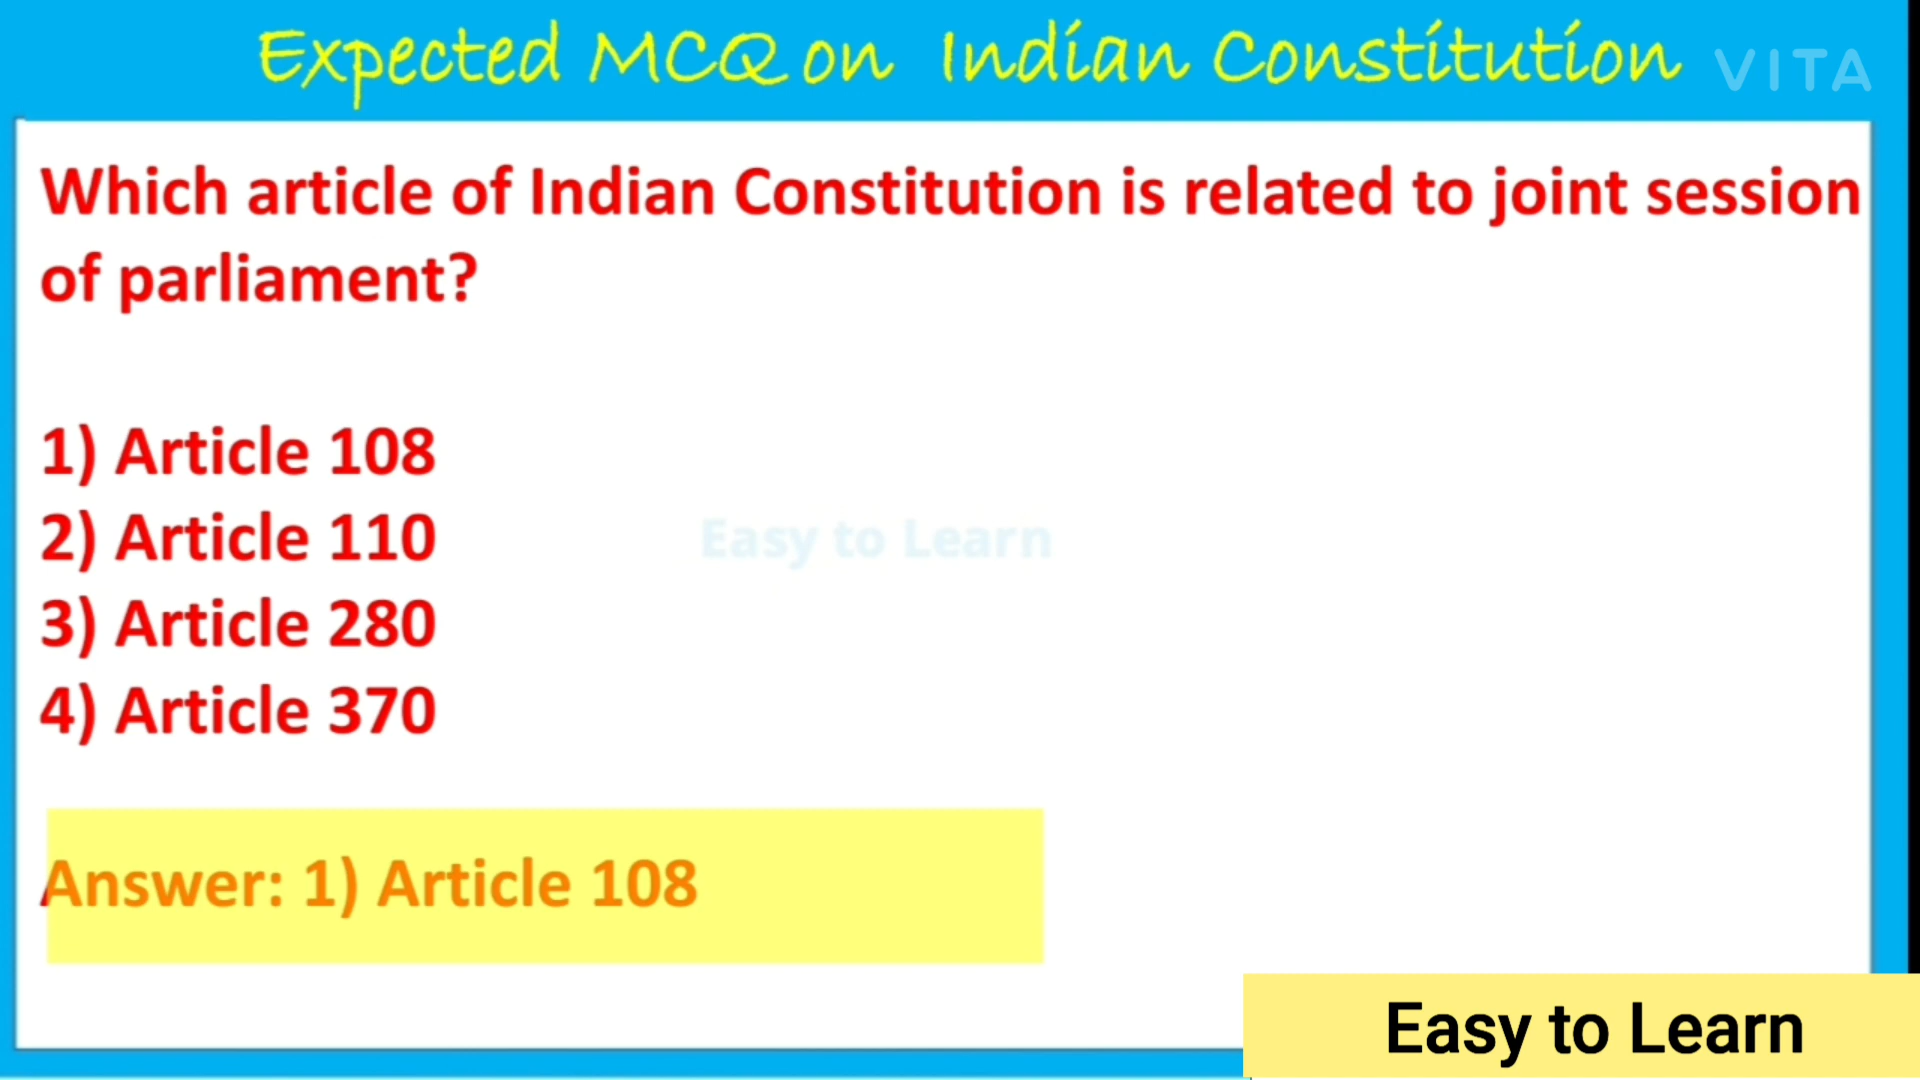 Expected MCQ on Indian Constitution
VITA
Which article of Indian Constitution is related to joint session
of parliament?
1) Article 108
2) Article 110
Easy to Learn
3) Article 280
4) Article 370
Answer: 1) Article 108
Easy to Learn